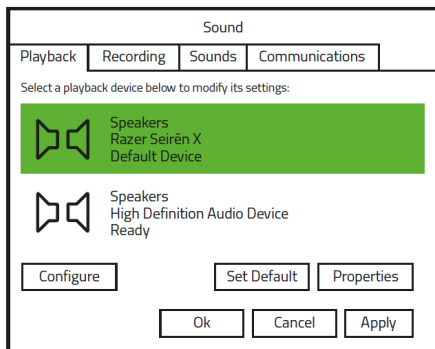 Sound
Playback Recording Sounds Communications
Select a playback device below to modify its settings:
Speakers
Razer Seirēn X
Default Device
Speakers
High Definition Audio Device
Ready
Configure Set Default Properties
Ok Cancel Apply